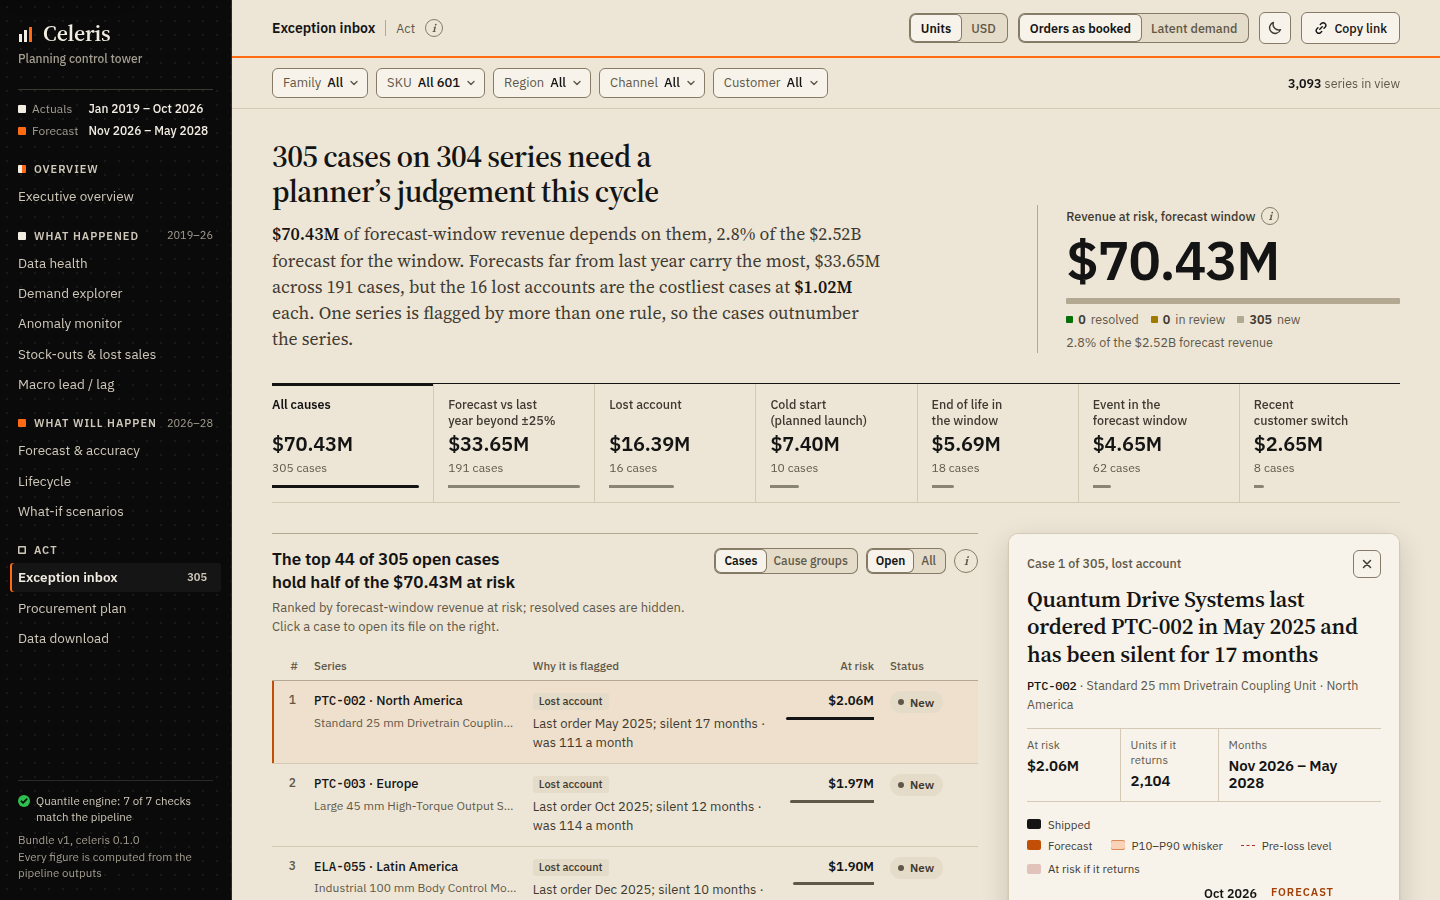 Celeris
Planning control tower
Actuals Jan 2019 – Oct 2026
Forecast Nov 2026 – May 2028
OVERVIEW
Executive overview
WHAT HAPPENED 2019–26
Data health
Demand explorer
Anomaly monitor
Stock-outs & lost sales
Macro lead / lag
WHAT WILL HAPPEN 2026–28
Forecast & accuracy
Lifecycle
What-if scenarios
ACT
Exception inbox 305
Procurement plan
Data download
Quantile engine: 7 of 7 checks
match the pipeline
Bundle v1, celeris 0.1.0
Every figure is computed from the
pipeline outputs
Exception inbox Act i
Units USD Orders as booked Latent demand Copy link
Family All SKU All 601 Region All Channel All Customer All
3,093 series in view
305 cases on 304 series need a
planner’s judgement this cycle
$70.43M of forecast-window revenue depends on them, 2.8% of the $2.52B
forecast for the window. Forecasts far from last year carry the most, $33.65M
across 191 cases, but the 16 lost accounts are the costliest cases at $1.02M
each. One series is flagged by more than one rule, so the cases outnumber
the series.
Revenue at risk, forecast window i
$70.43M
0 resolved 0 in review 305 new
2.8% of the $2.52B forecast revenue
All causes
$70.43M
305 cases
Forecast vs last
year beyond ±25%
$33.65M
191 cases
Lost account
$16.39M
16 cases
Cold start
(planned launch)
$7.40M
10 cases
End of life in
the window
$5.69M
18 cases
Event in the
forecast window
$4.65M
62 cases
Recent
customer switch
$2.65M
8 cases
The top 44 of 305 open cases
hold half of the $70.43M at risk
Cases Cause groups Open All i
Ranked by forecast-window revenue at risk; resolved cases are hidden.
Click a case to open its file on the right.
# Series Why it is flagged At risk Status
1 PTC-002 · North America Lost account $2.06M New
Standard 25 mm Drivetrain Couplin... Last order May 2025; silent 17 months ·
was 111 a month
2 PTC-003 · Europe Lost account $1.97M New
Large 45 mm High-Torque Output S... Last order Oct 2025; silent 12 months ·
was 114 a month
3 ELA-055 · Latin America Lost account $1.90M New
Industrial 100 mm Body Control Mo... Last order Dec 2025; silent 10 months ·
Case 1 of 305, lost account
Quantum Drive Systems last
ordered PTC-002 in May 2025 and
has been silent for 17 months
PTC-002 · Standard 25 mm Drivetrain Coupling Unit · North
America
At risk
$2.06M
Units if it
returns
2,104
Months
Nov 2026 – May
2028
Shipped
Forecast P10–P90 whisker Pre-loss level
At risk if it returns
Oct 2026 FORECAST